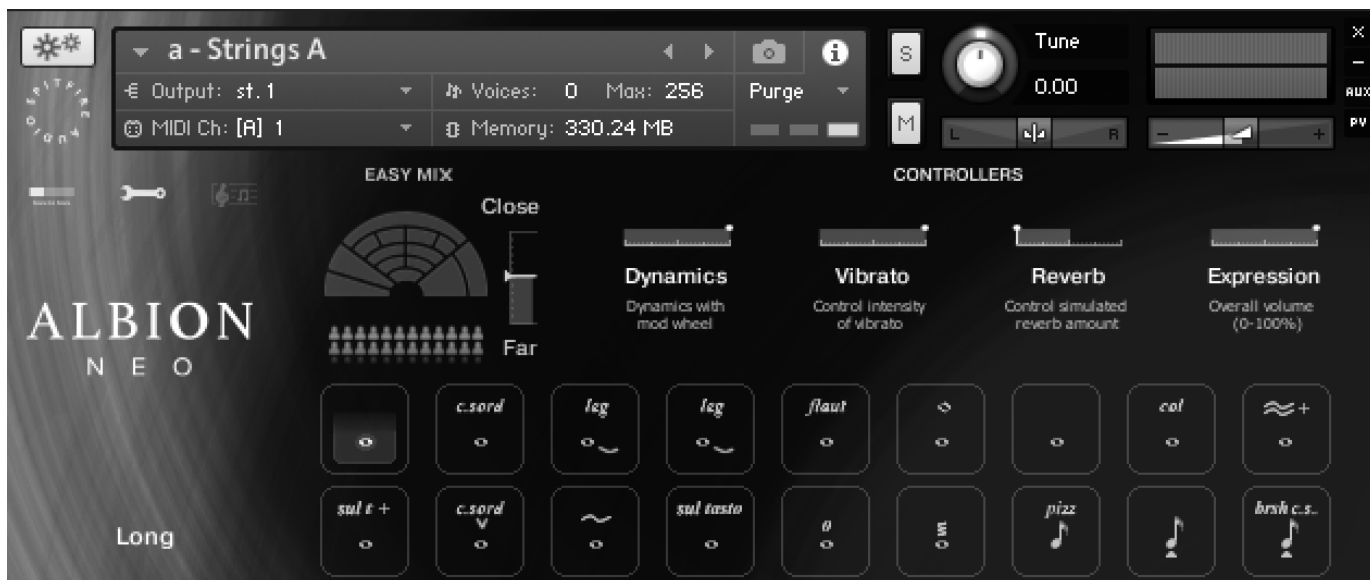 a - Strings A
Output: st.1
Voices: 0 Max: 256
Purge
MIDI Ch: [A] 1
Memory: 330.24 MB
S
M
Tune
0.00
L
R
AUX
PV
SPITFIRE
AUDIO
EASY MIX
CONTROLLERS
Close
Far
Dynamics
Dynamics with
mod wheel
Vibrato
Control intensity
of vibrato
Reverb
Control simulated
reverb amount
Expression
Overall volume
(0-100%)
ALBION
NEO
c.sord
leg
leg
flaut
col
sul t +
c.sord
sul tasto
pizz
brsh c.s..
Long